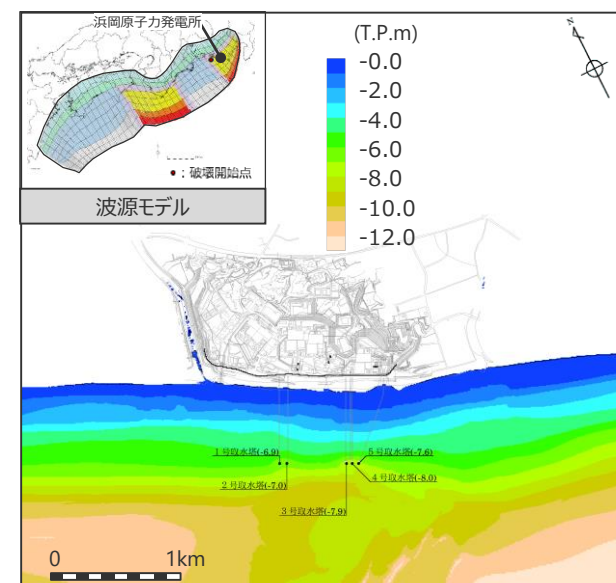 浜岡原子力発電所
●：破壊開始点
波源モデル
(T.P.m)
-0.0
-2.0
-4.0
-6.0
-8.0
-10.0
-12.0
N
1号取水塔(-6.9)
2号取水塔(-7.0)
3号取水塔(-7.9)
5号取水塔(-7.6)
4号取水塔(-8.0)
0 1km